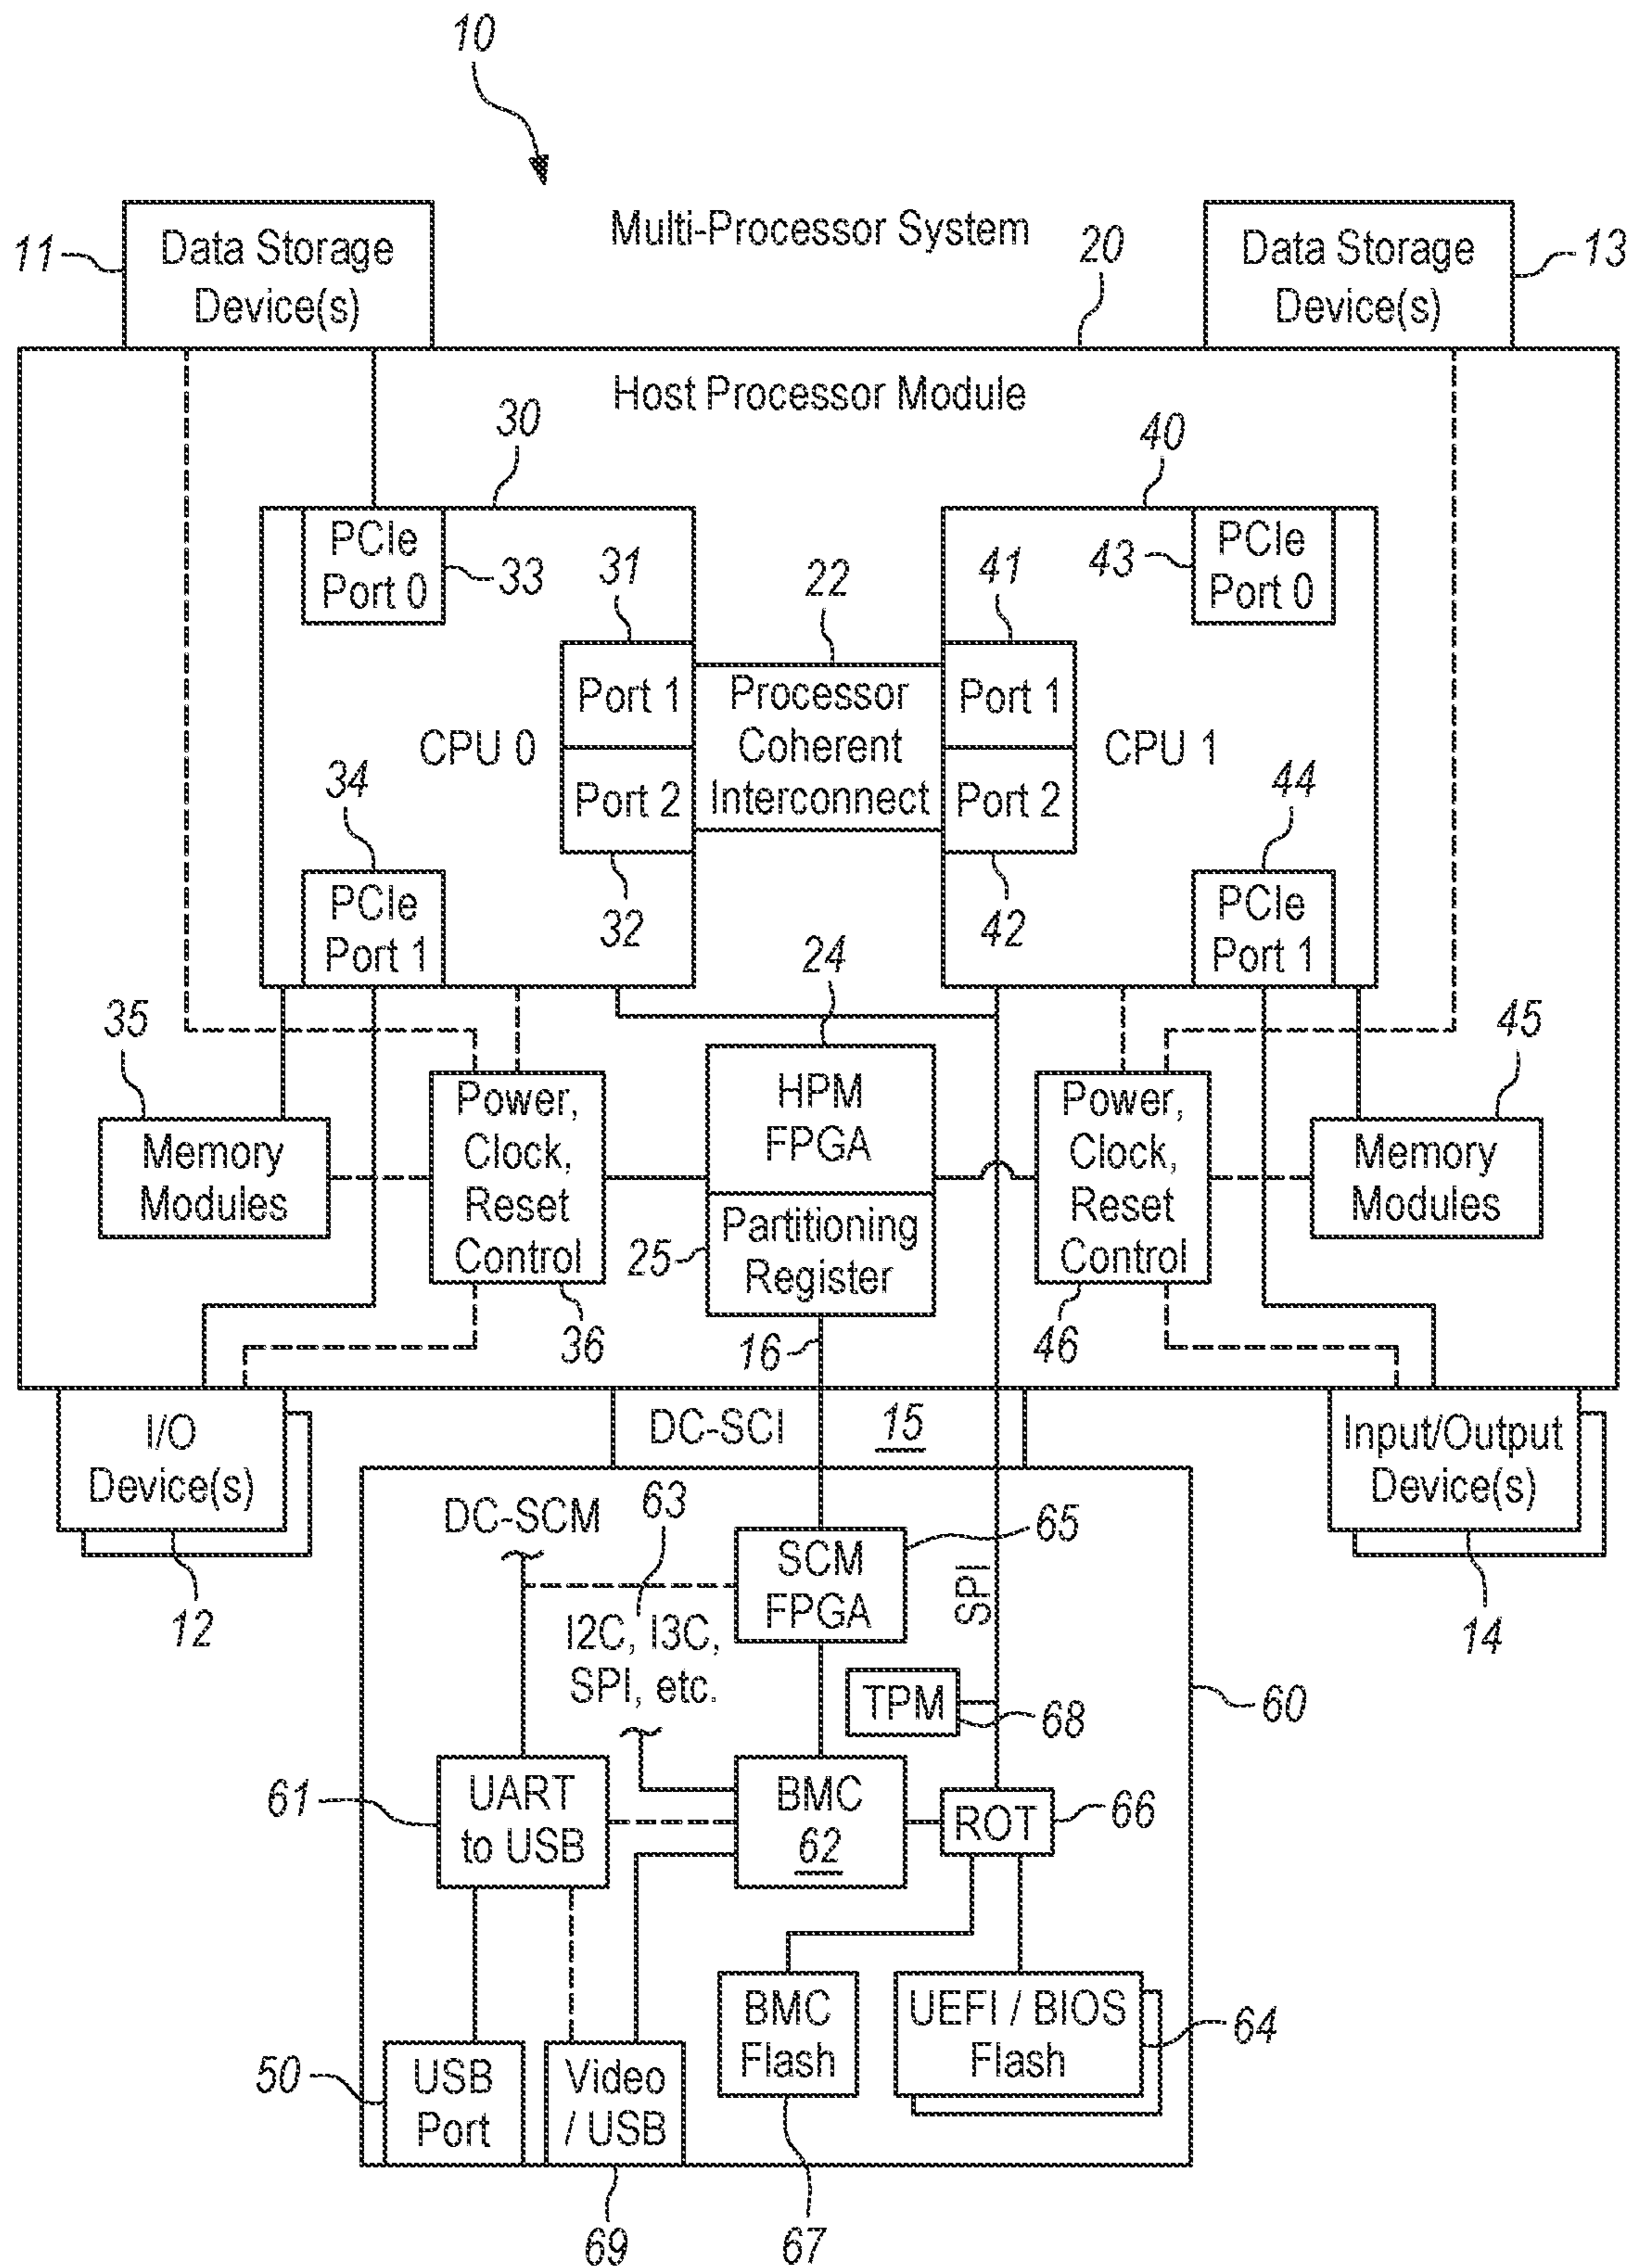 10
Multi-Processor System
11
Data Storage
Device(s)
20
Data Storage
Device(s)
13
Host Processor Module
30
40
PCIe
Port 0
33
31
22
41
43
PCIe
Port 0
Port 1
Processor
Coherent
Interconnect
Port 1
CPU 0
CPU 1
Port 2
Port 2
34
44
PCIe
Port 1
32
42
PCIe
Port 1
24
35
45
Memory
Modules
Power,
Clock,
Reset
Control
HPM
FPGA
Partitioning
Register
25
Power,
Clock,
Reset
Control
Memory
Modules
36
16
46
I/O
Device(s)
DC-SCI
15
Input/Output
Device(s)
12
14
DC-SCM
63
SCM
FPGA
65
SPI
I2C, I3C,
SPI, etc.
TPM
68
60
61
UART
to USB
BMC
62
ROT
66
50
USB
Port
Video
/ USB
BMC
Flash
UEFI / BIOS
Flash
64
69
67